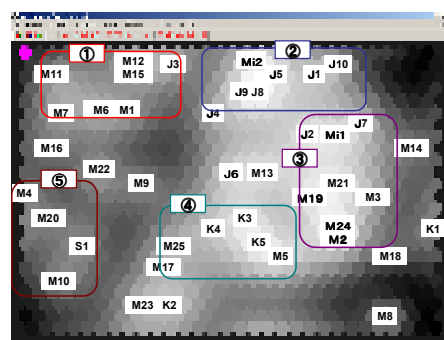 ① ②
M12 Mi2 J10
M11 M15 J3 J5 J1
J9 J8
M7 M6 M1 J4 J7
③ J2 Mi1
M16 M14
M22 J6 M13
⑤ M9 M21
M4 ④ M19 M3
M20 K4 K3 M24 K1
S1 M25 K5 M2
M17 M5 M18
M10
M23 K2 M8